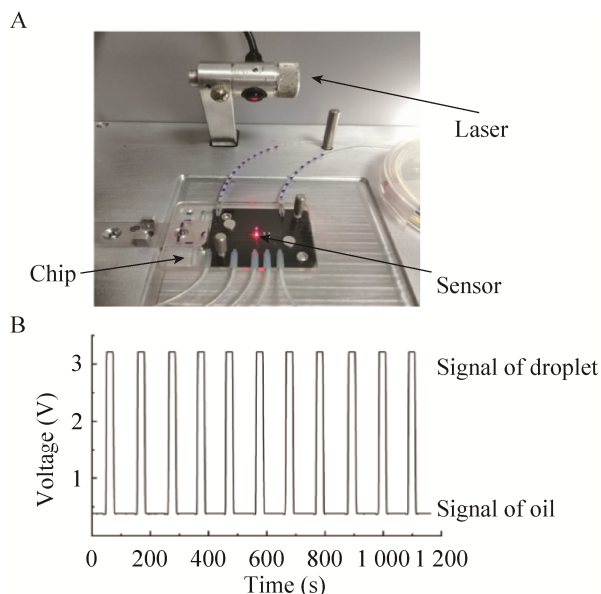 A
Laser
Chip
Sensor
B
Voltage (V)
3
2
1
Signal of droplet
Signal of oil
0 200 400 600 800 1 000 1 200
Time (s)